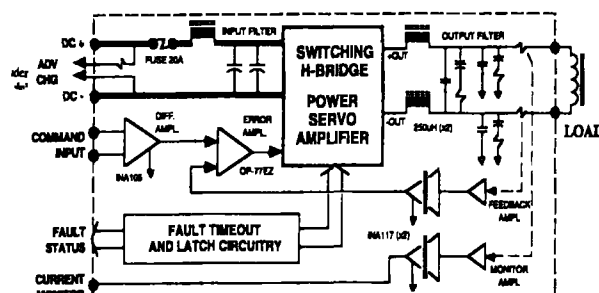 DC +
INPUT FILTER
ADV
CHG
FUSE 20A
DC -
SWITCHING
H-BRIDGE
POWER
SERVO
AMPLIFIER
+OUT
-OUT
OUTPUT FILTER
250uH (x2)
LOAD
COMMAND
INPUT
DIFF.
AMPL.
INA105
ERROR
AMPL.
OP-77EZ
FEEDBACK
AMPL.
INA117 (x2)
FAULT
STATUS
FAULT TIMEOUT
AND LATCH CIRCUITRY
CURRENT
MONITOR
AMPL.